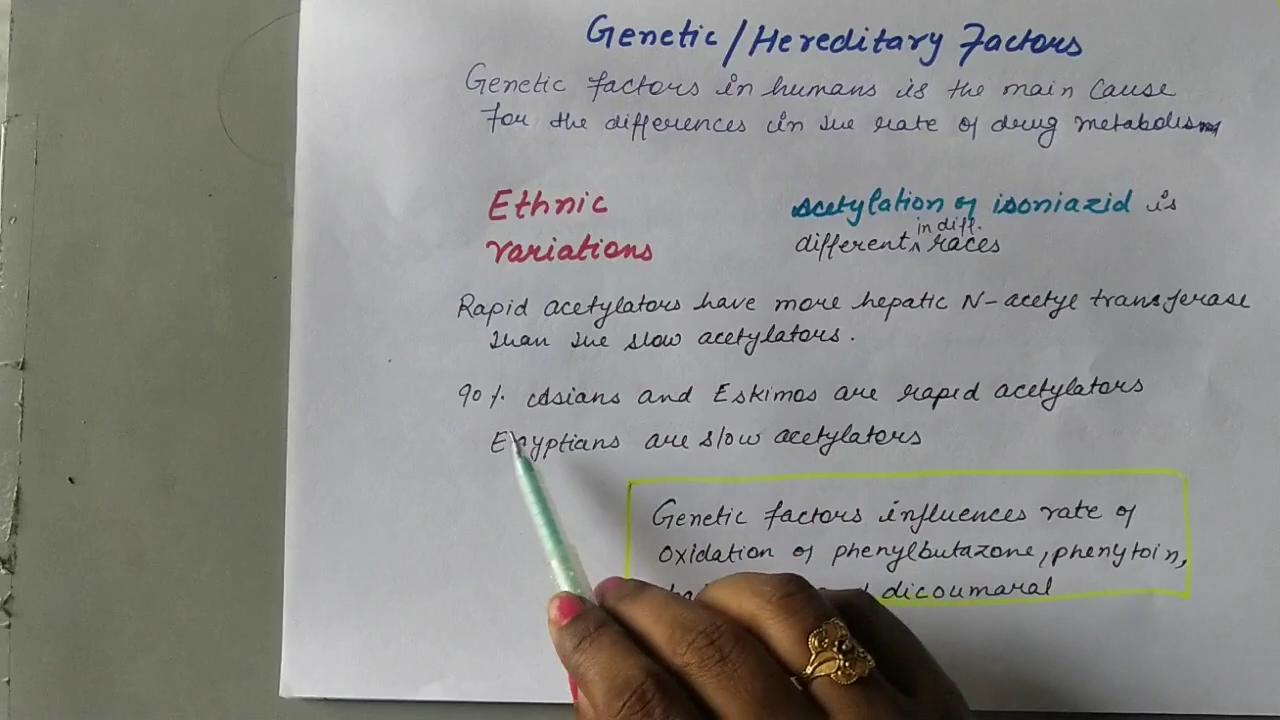 Genetic/Hereditary Factors
Genetic factors in humans is the main cause
for the differences in the rate of drug metabolism
Ethnic
variations
acetylation of isoniazid is
different in diff. races
Rapid acetylators have more hepatic N-acetyl transferase
than the slow acetylators.
90% Asians and Eskimos are rapid acetylators
Egyptians are slow acetylators
Genetic factors influences rate of
oxidation of phenylbutazone, phenytoin,
dicoumaral